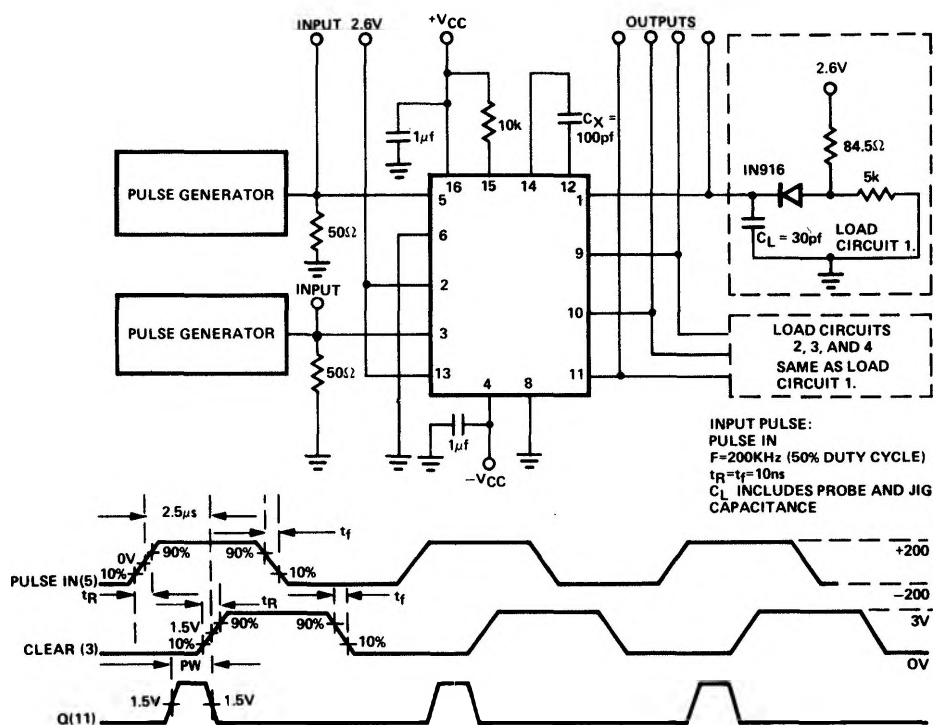 INPUT 2.6V
+VCC
OUTPUTS
1µf
10k
CX =
100pf
2.6V
84.5Ω
IN916
5k
CL = 30pf
LOAD
CIRCUIT 1.
PULSE GENERATOR
50Ω
INPUT
PULSE GENERATOR
50Ω
16
15
14
12
5
6
2
3
13
4
8
1
9
10
11
1µf
−VCC
LOAD CIRCUITS
2, 3, AND 4
SAME AS LOAD
CIRCUIT 1.
INPUT PULSE:
PULSE IN
F=200KHz (50% DUTY CYCLE)
tR=tf=10ns
CL INCLUDES PROBE AND JIG
CAPACITANCE
2.5µs
tf
0V
90%
90%
+200
10%
10%
PULSE IN(5)
−200
tR
tR
tf
1.5V
90%
90%
3V
10%
10%
CLEAR (3)
0V
PW
1.5V
1.5V
Q(11)